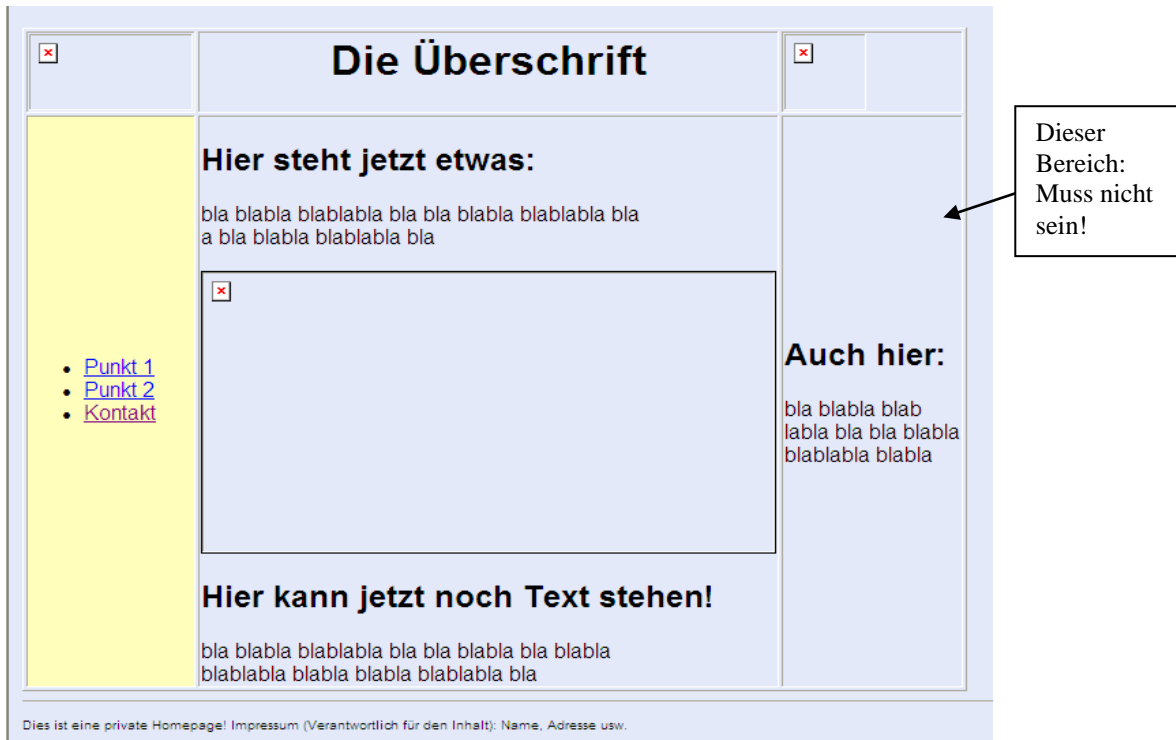 Die Überschrift
Punkt 1
Punkt 2
Kontakt
Hier steht jetzt etwas:
bla blabla blablabla bla bla blabla blablabla bla
a bla blabla blablabla bla
Hier kann jetzt noch Text stehen!
bla blabla blablabla bla bla blabla bla blabla
blablabla blabla blabla blablabla bla
Auch hier:
bla blabla blab
labla bla bla blabla
blablabla blabla
Dieser
Bereich:
Muss nicht
sein!
Dies ist eine private Homepage! Impressum (Verantwortlich für den Inhalt): Name, Adresse usw.